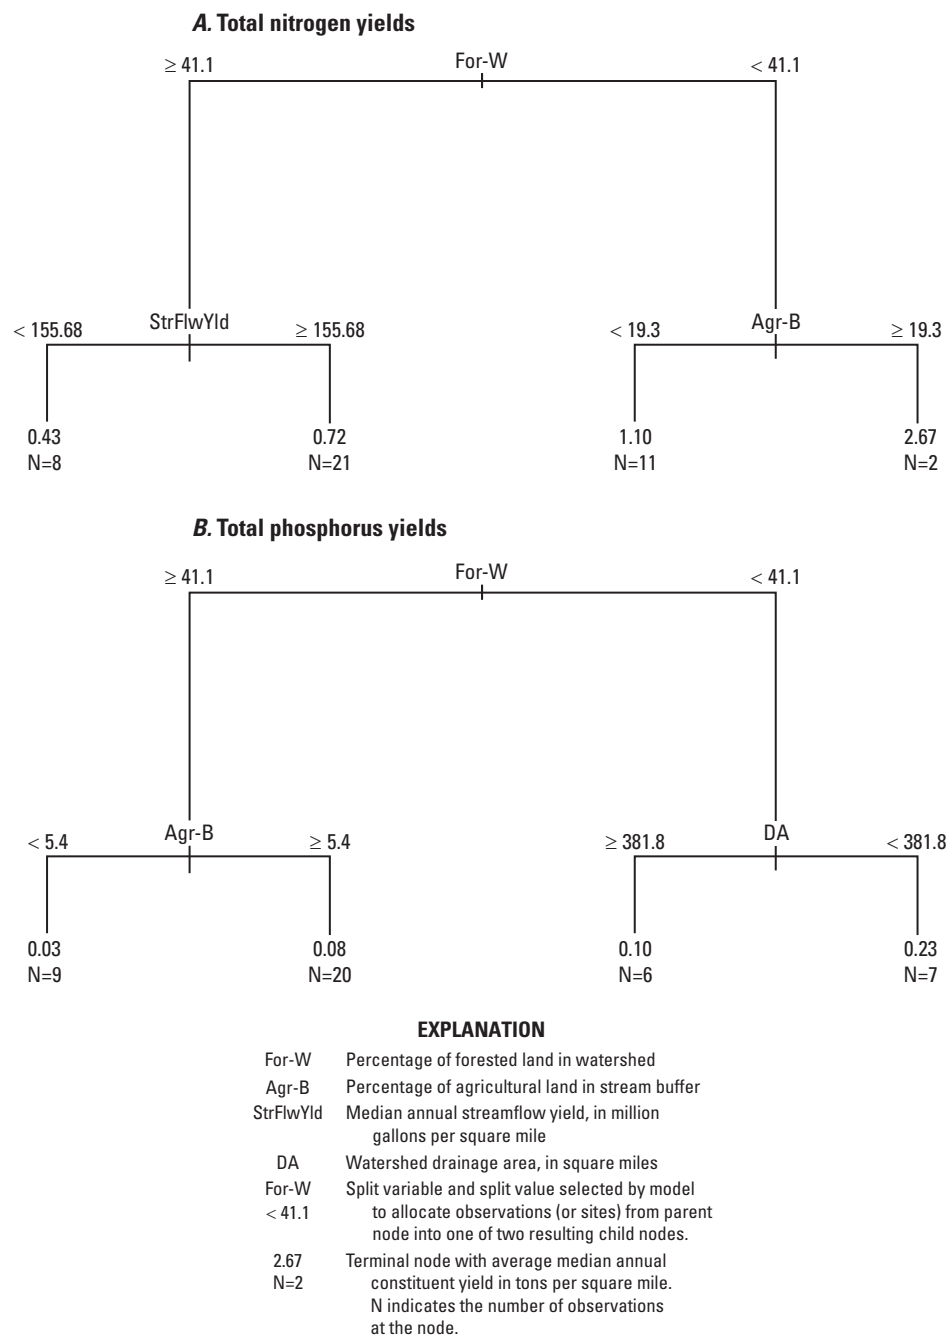 A. Total nitrogen yields
≥ 41.1 For-W < 41.1
< 155.68 StrFlwYld ≥ 155.68 < 19.3 Agr-B ≥ 19.3
0.43 0.72 1.10 2.67
N=8 N=21 N=11 N=2
B. Total phosphorus yields
≥ 41.1 For-W < 41.1
< 5.4 Agr-B ≥ 5.4 ≥ 381.8 DA < 381.8
0.03 0.08 0.10 0.23
N=9 N=20 N=6 N=7
EXPLANATION
For-W Percentage of forested land in watershed
Agr-B Percentage of agricultural land in stream buffer
StrFlwYld Median annual streamflow yield, in million
gallons per square mile
DA Watershed drainage area, in square miles
For-W Split variable and split value selected by model
< 41.1 to allocate observations (or sites) from parent
node into one of two resulting child nodes.
2.67 Terminal node with average median annual
N=2 constituent yield in tons per square mile.
N indicates the number of observations
at the node.